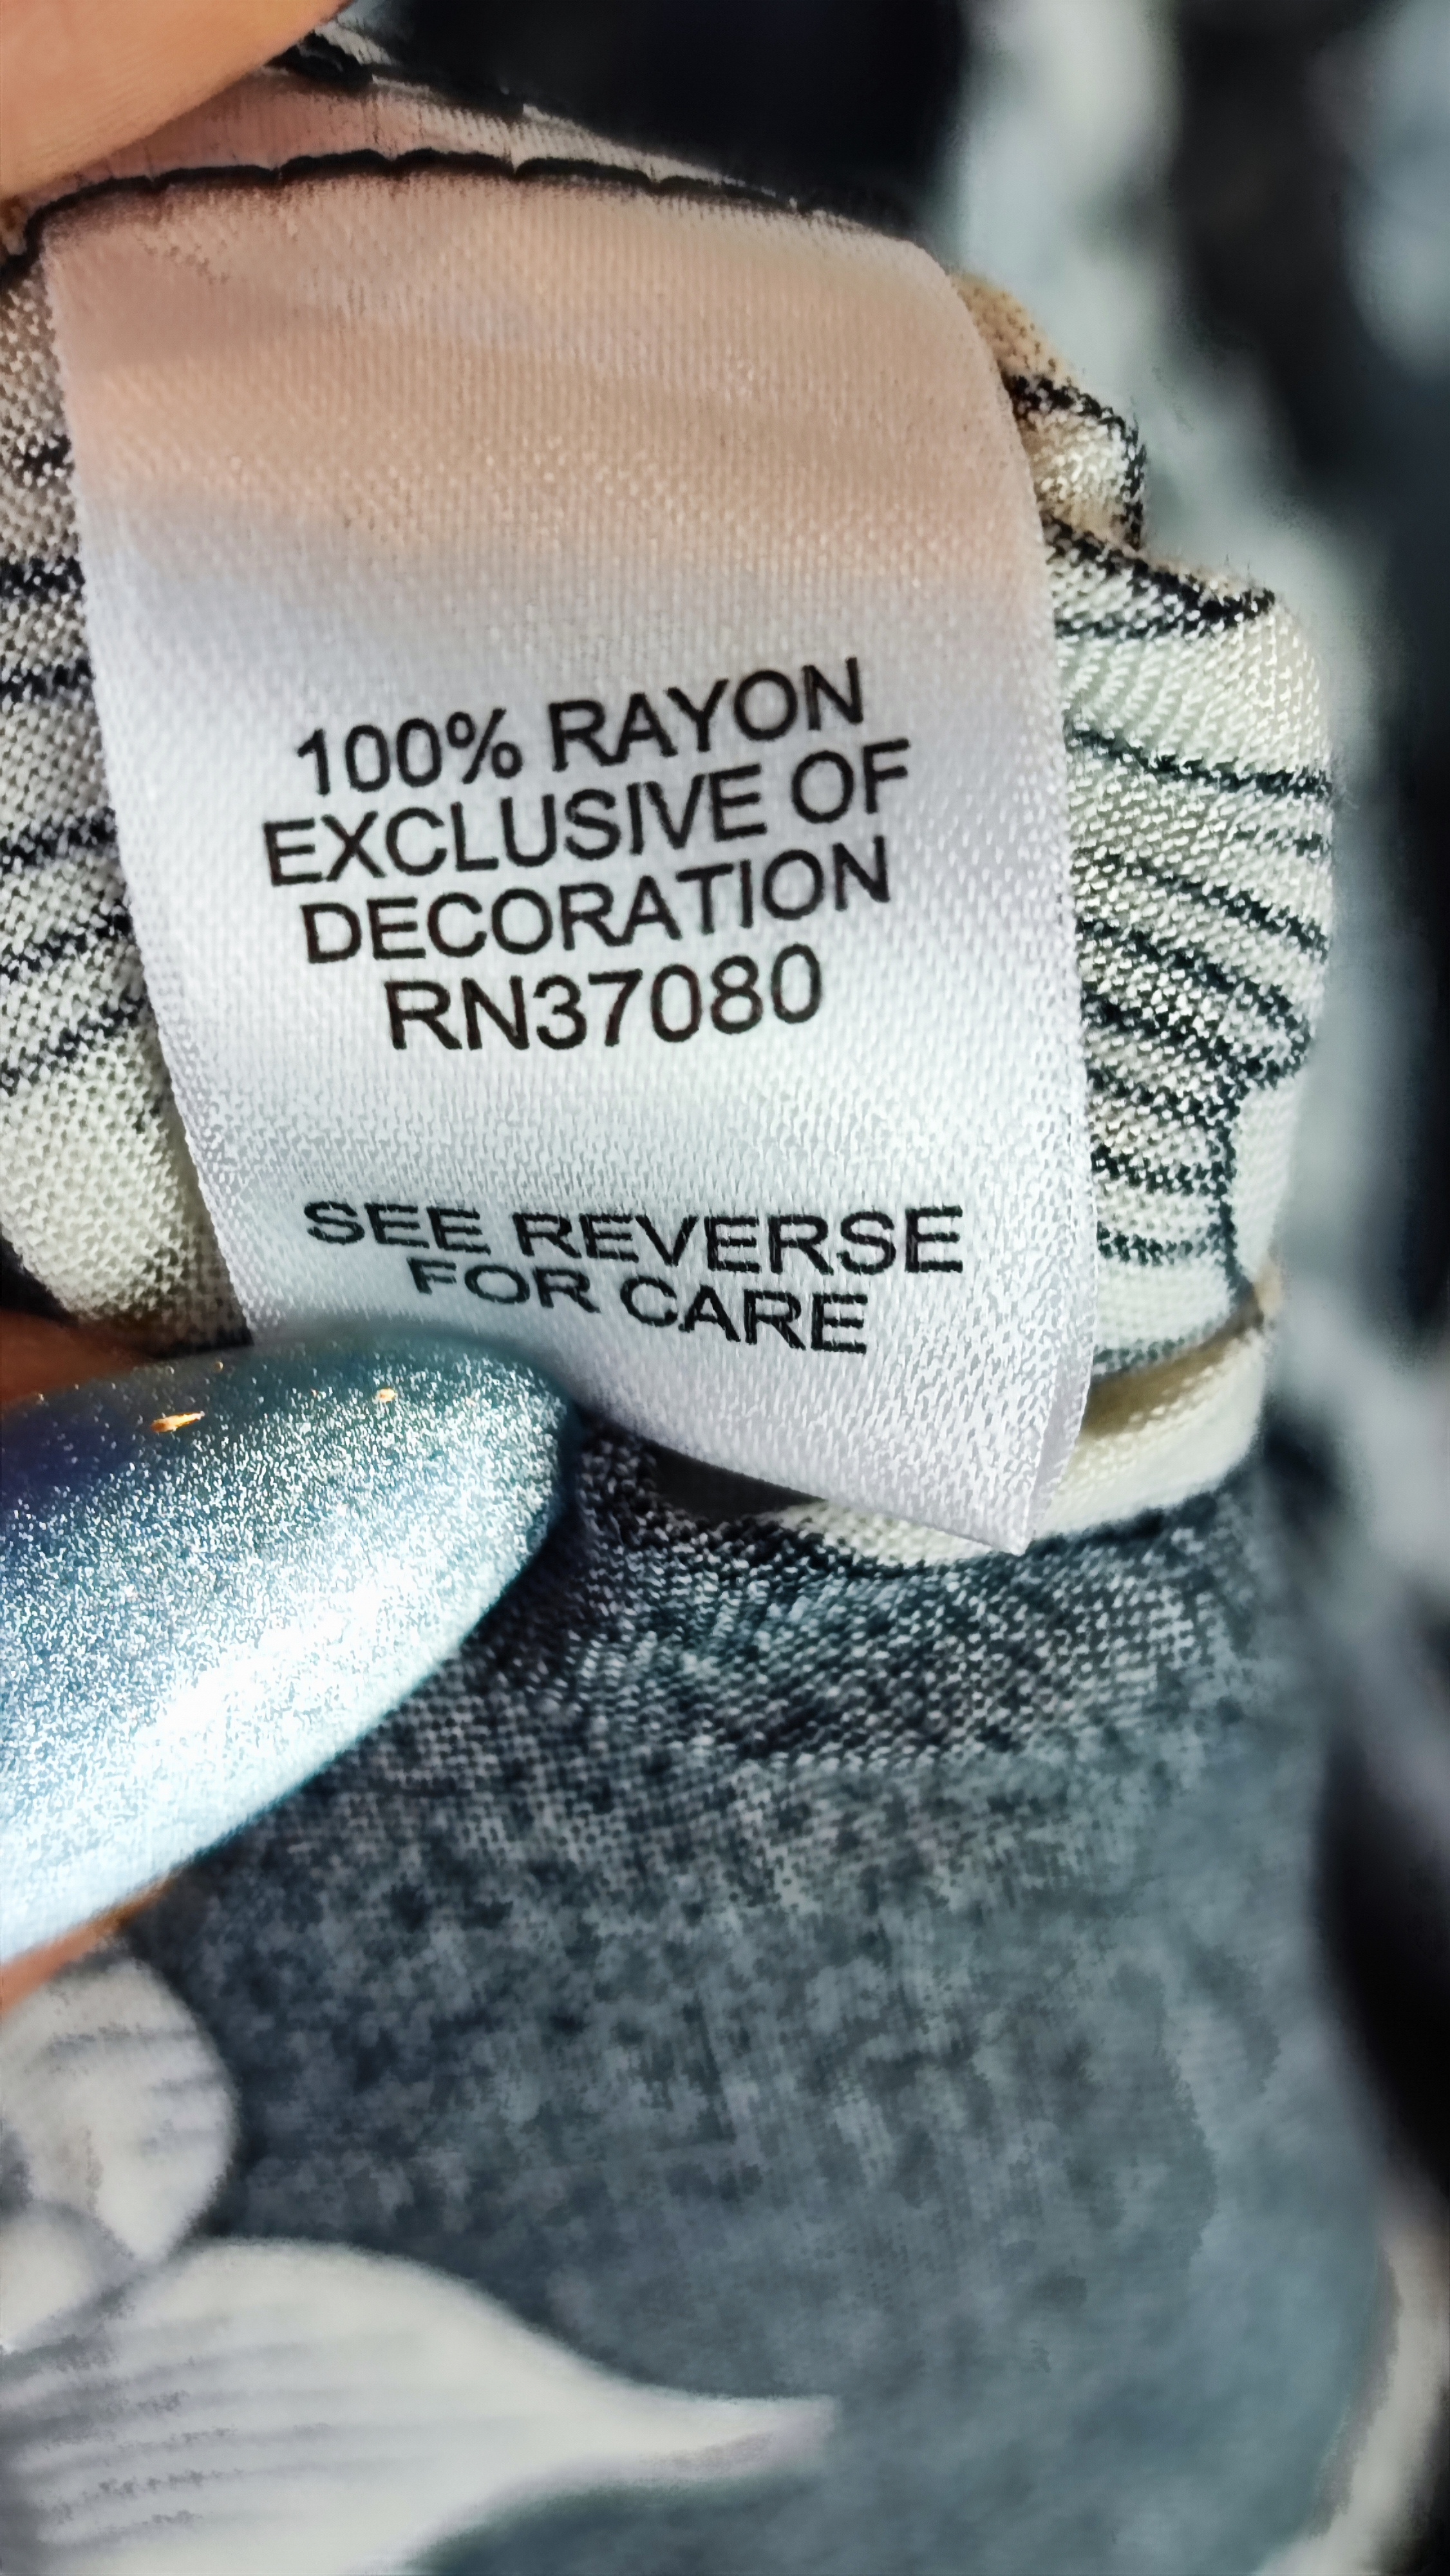 100% RAYON
EXCLUSIVE OF
DECORATION
RN37080
SEE REVERSE
FOR CARE